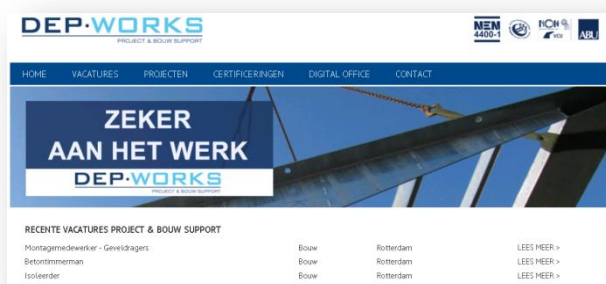 DEP·WORKS
PROJECT & BOUW SUPPORT
NEN
4400-1
NCK
VCU
ABU
HOME VACATURES PROJECTEN CERTIFICERINGEN DIGITAL OFFICE CONTACT
ZEKER
AAN HET WERK
DEP·WORKS
PROJECT & BOUW SUPPORT
RECENTE VACATURES PROJECT & BOUW SUPPORT
Montagemedewerker - Geveldragers Bouw Rotterdam LEES MEER >
Betontimmerman Bouw Rotterdam LEES MEER >
Isoleerder Bouw Rotterdam LEES MEER >